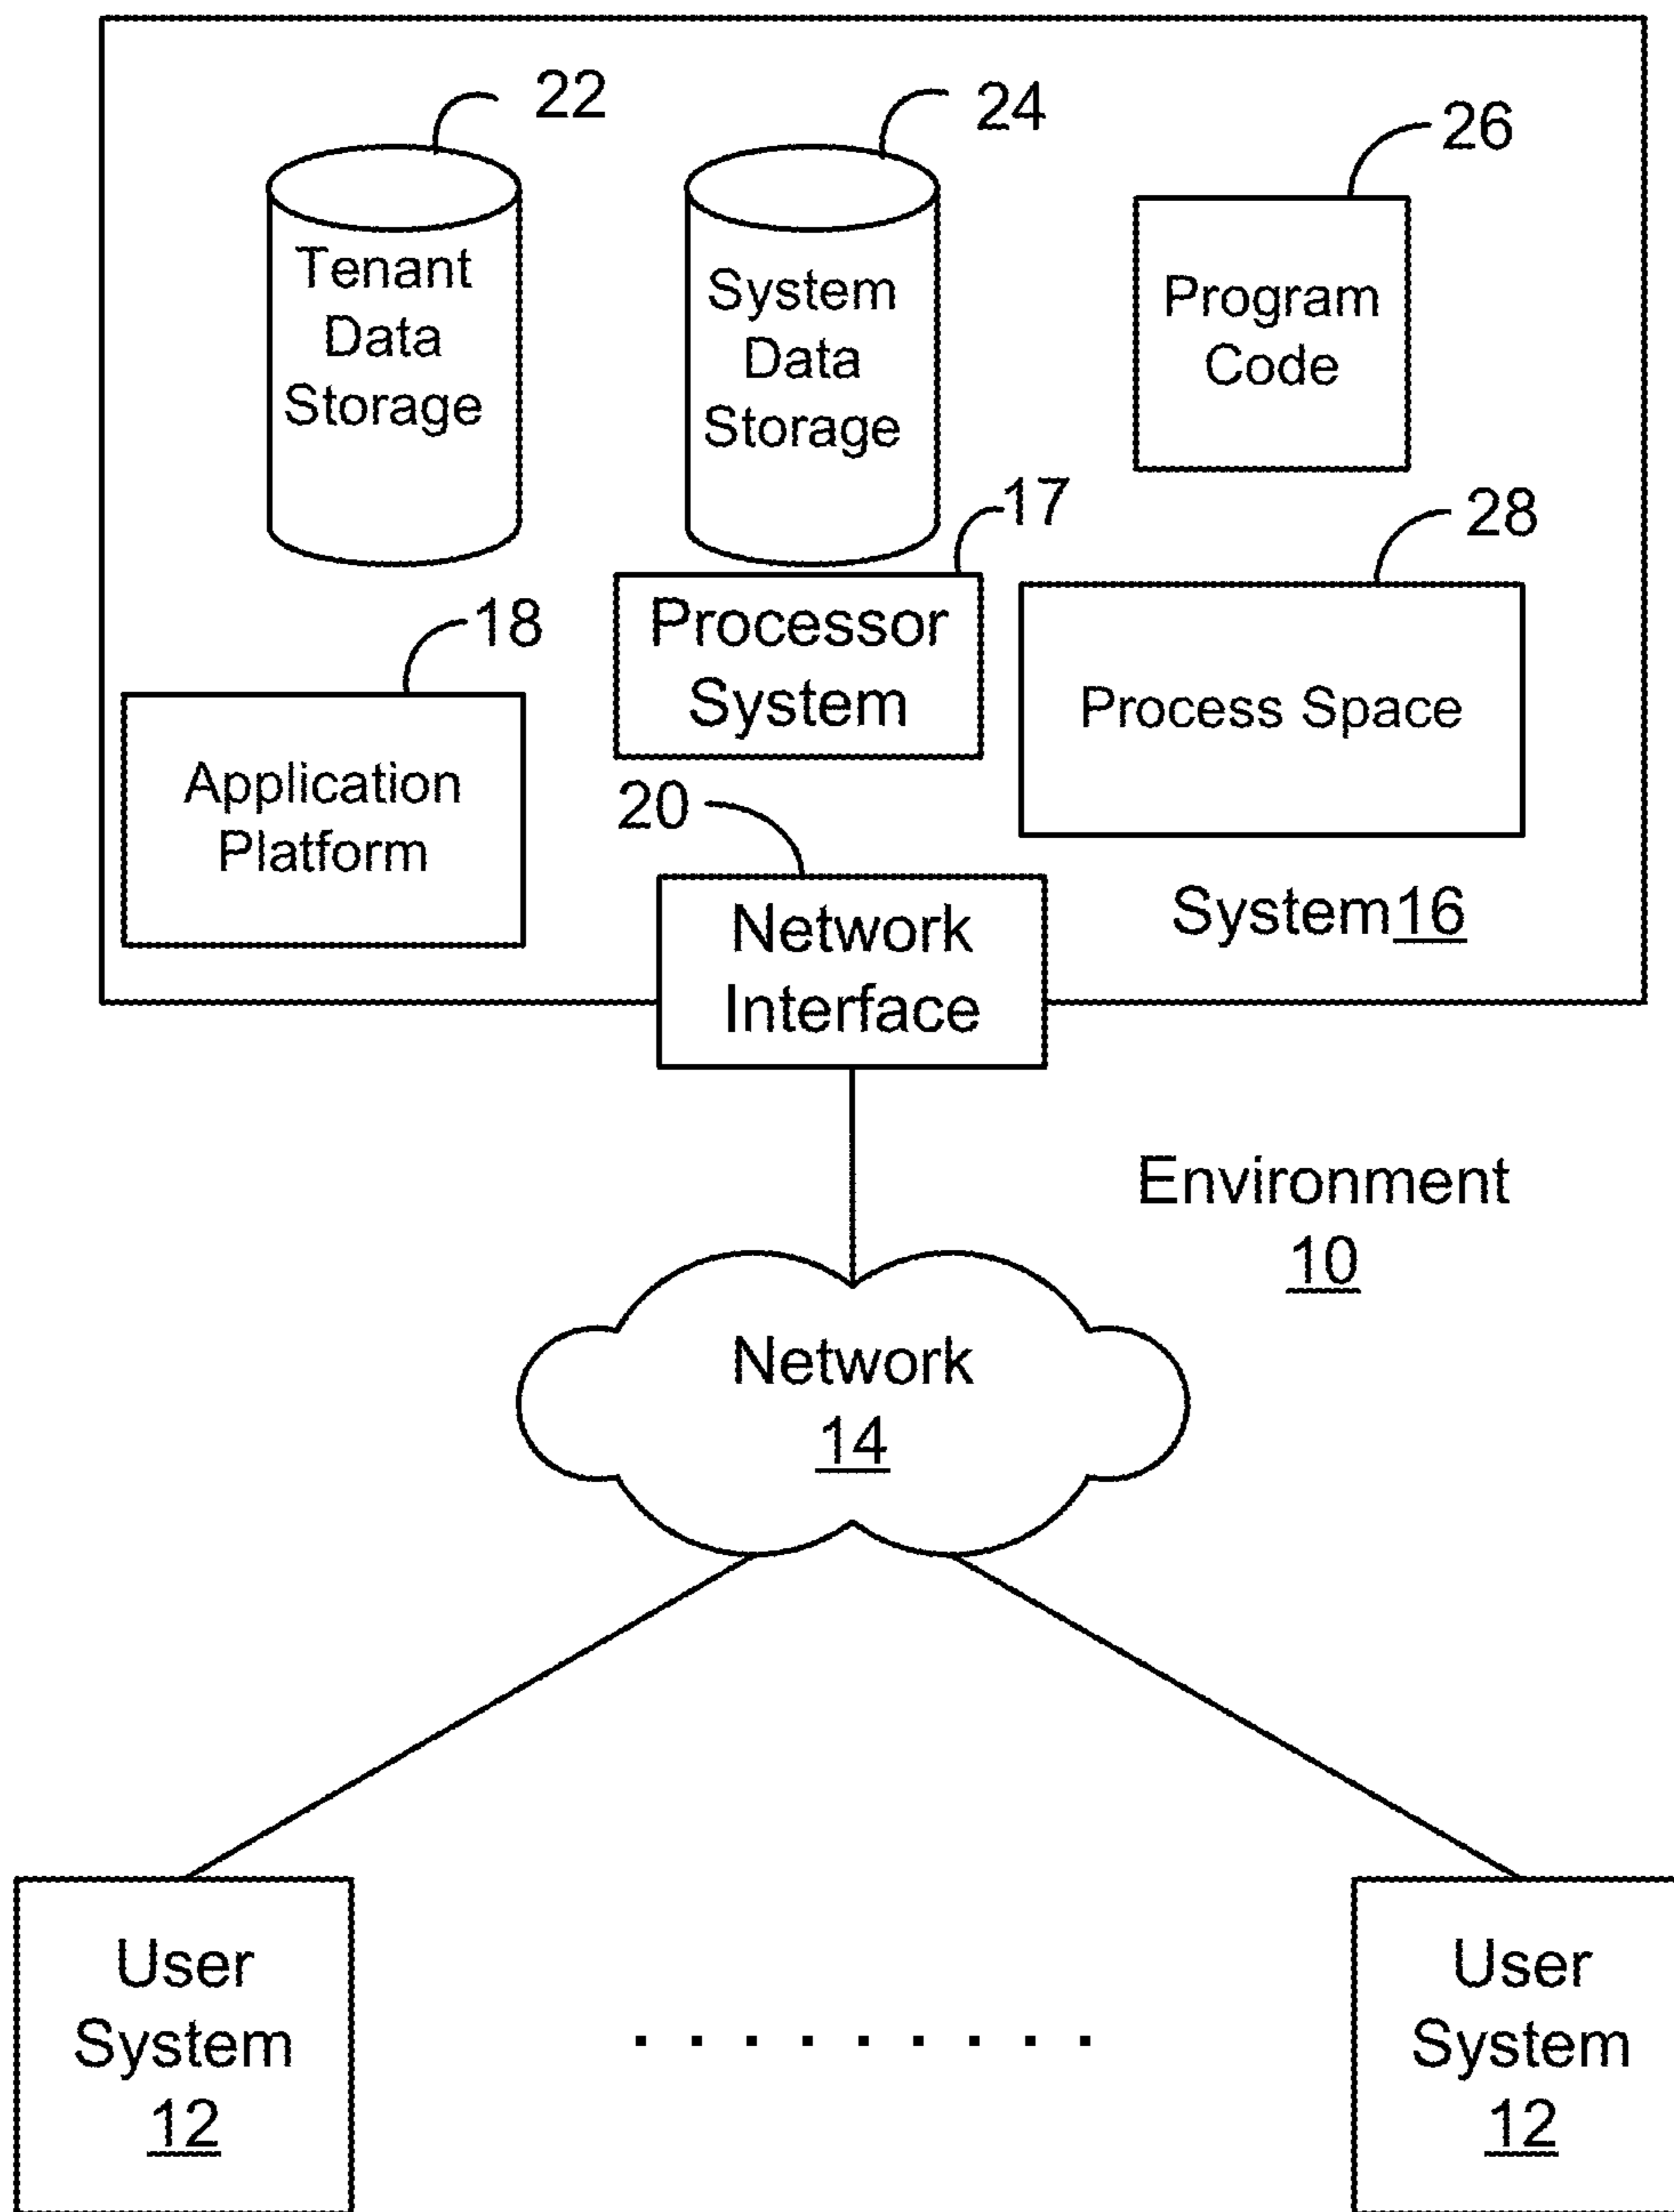 22
24
26
Tenant
Data
Storage
System
Data
Storage
Program
Code
17
28
18
Processor
System
Process Space
Application
Platform
20
Network
Interface
System16
Environment
10
Network
14
User
System
12
. . . . . . . . .
User
System
12